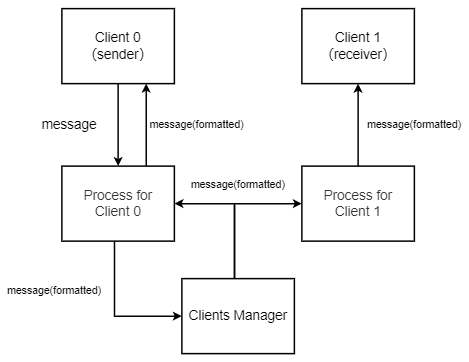 Client 0
(sender)
Client 1
(receiver)
message
message(formatted)
message(formatted)
Process for
Client 0
message(formatted)
Process for
Client 1
message(formatted)
Clients Manager